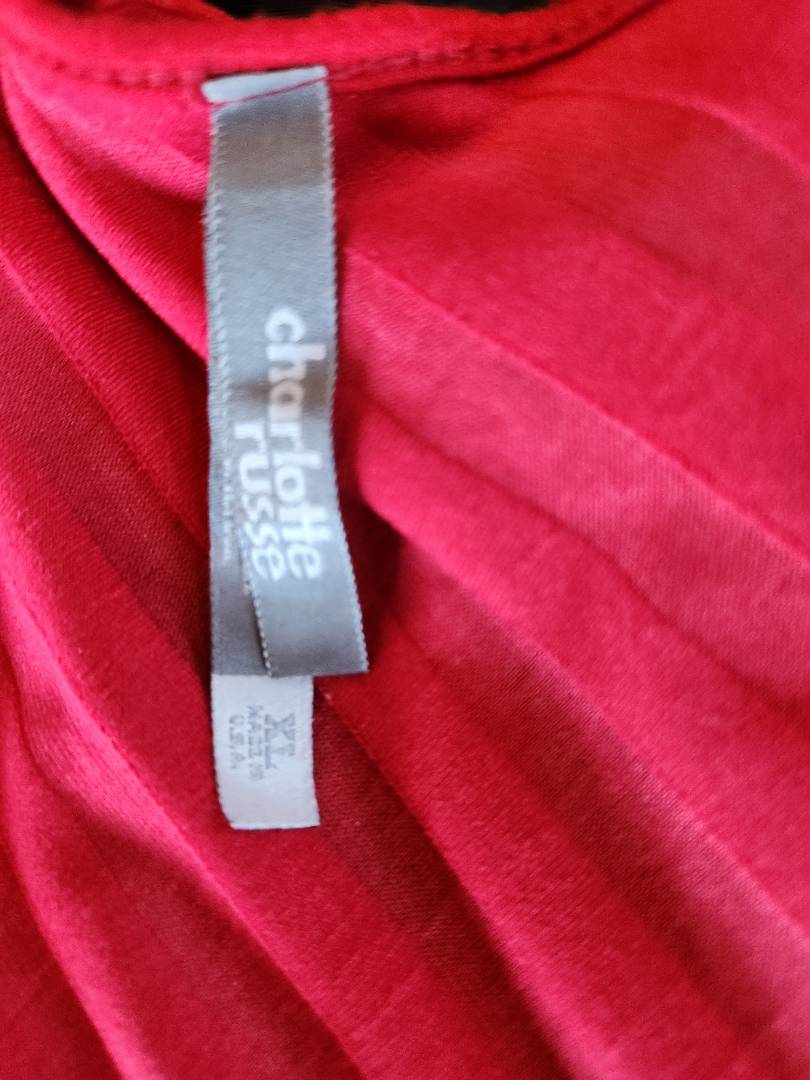 charlotte
russe
XL
MADE IN
U.S.A.